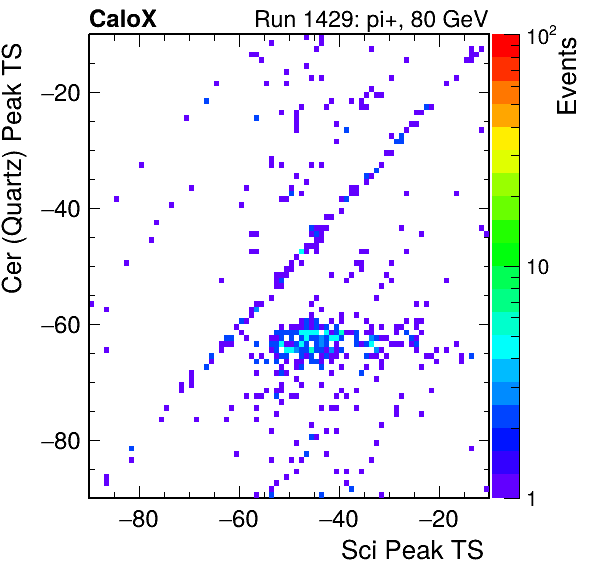 CaloX Run 1429: pi+, 80 GeV
Cer (Quartz) Peak TS
−20
−40
−60
−80
−80 −60 −40 −20
Sci Peak TS
10²
10
1
Events